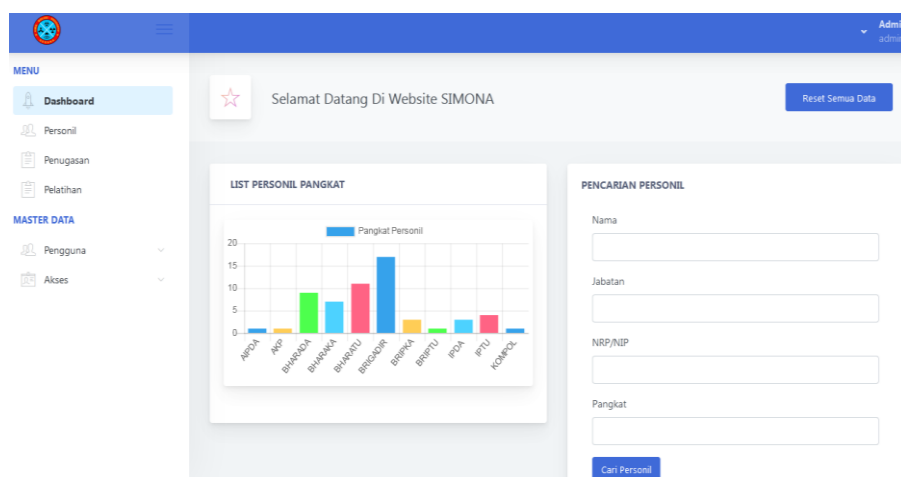 Admi
admi
MENU
Dashboard
Personil
Penugasan
Pelatihan
MASTER DATA
Pengguna
Akses
Selamat Datang Di Website SIMONA
Reset Semua Data
LIST PERSONIL PANGKAT
Pangkat Personil
20
15
10
5
0
AIPDA
AKP
BHARADA
BHARAKA
BHARATU
BRIGADIR
BRIPKA
BRIPTU
IPDA
IPTU
KOMPOL
PENCARIAN PERSONIL
Nama
Jabatan
NRP/NIP
Pangkat
Cari Personil